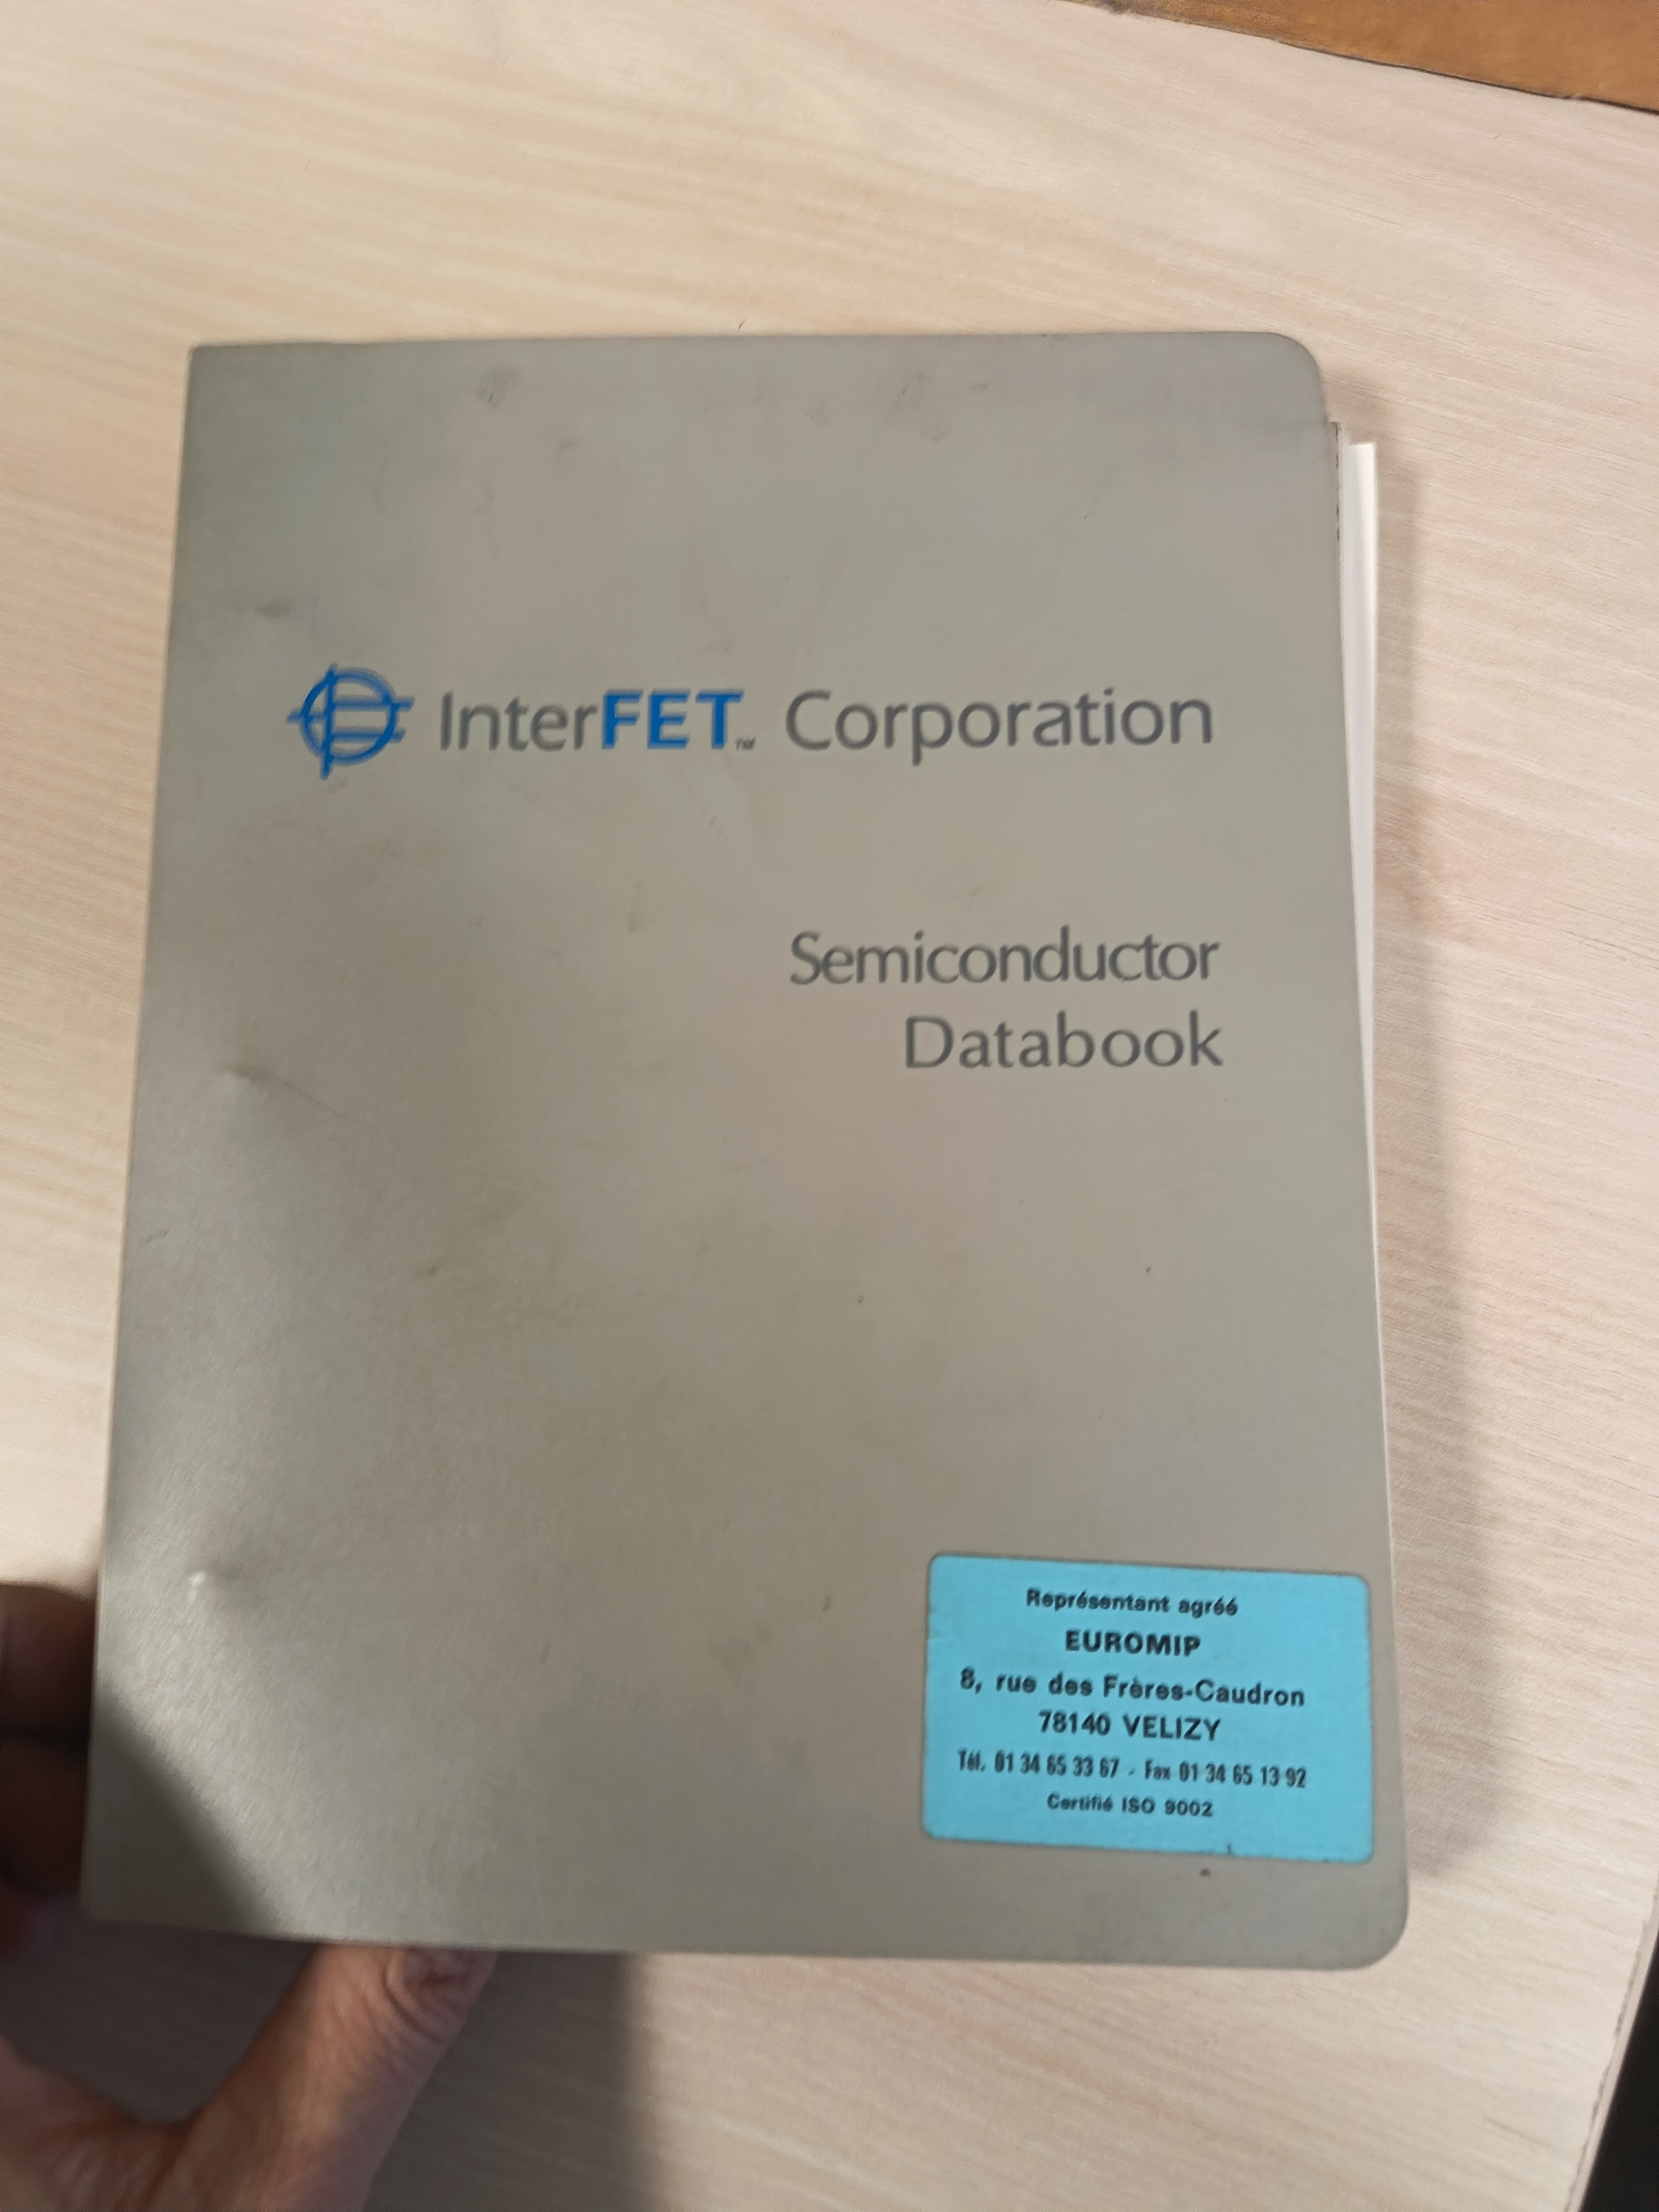 InterFET™ Corporation
Semiconductor
Databook
Représentant agréé
EUROMIP
8, rue des Frères-Caudron
78140 VELIZY
Tél. 01 34 65 33 67 - Fax 01 34 65 13 92
Certifié ISO 9002